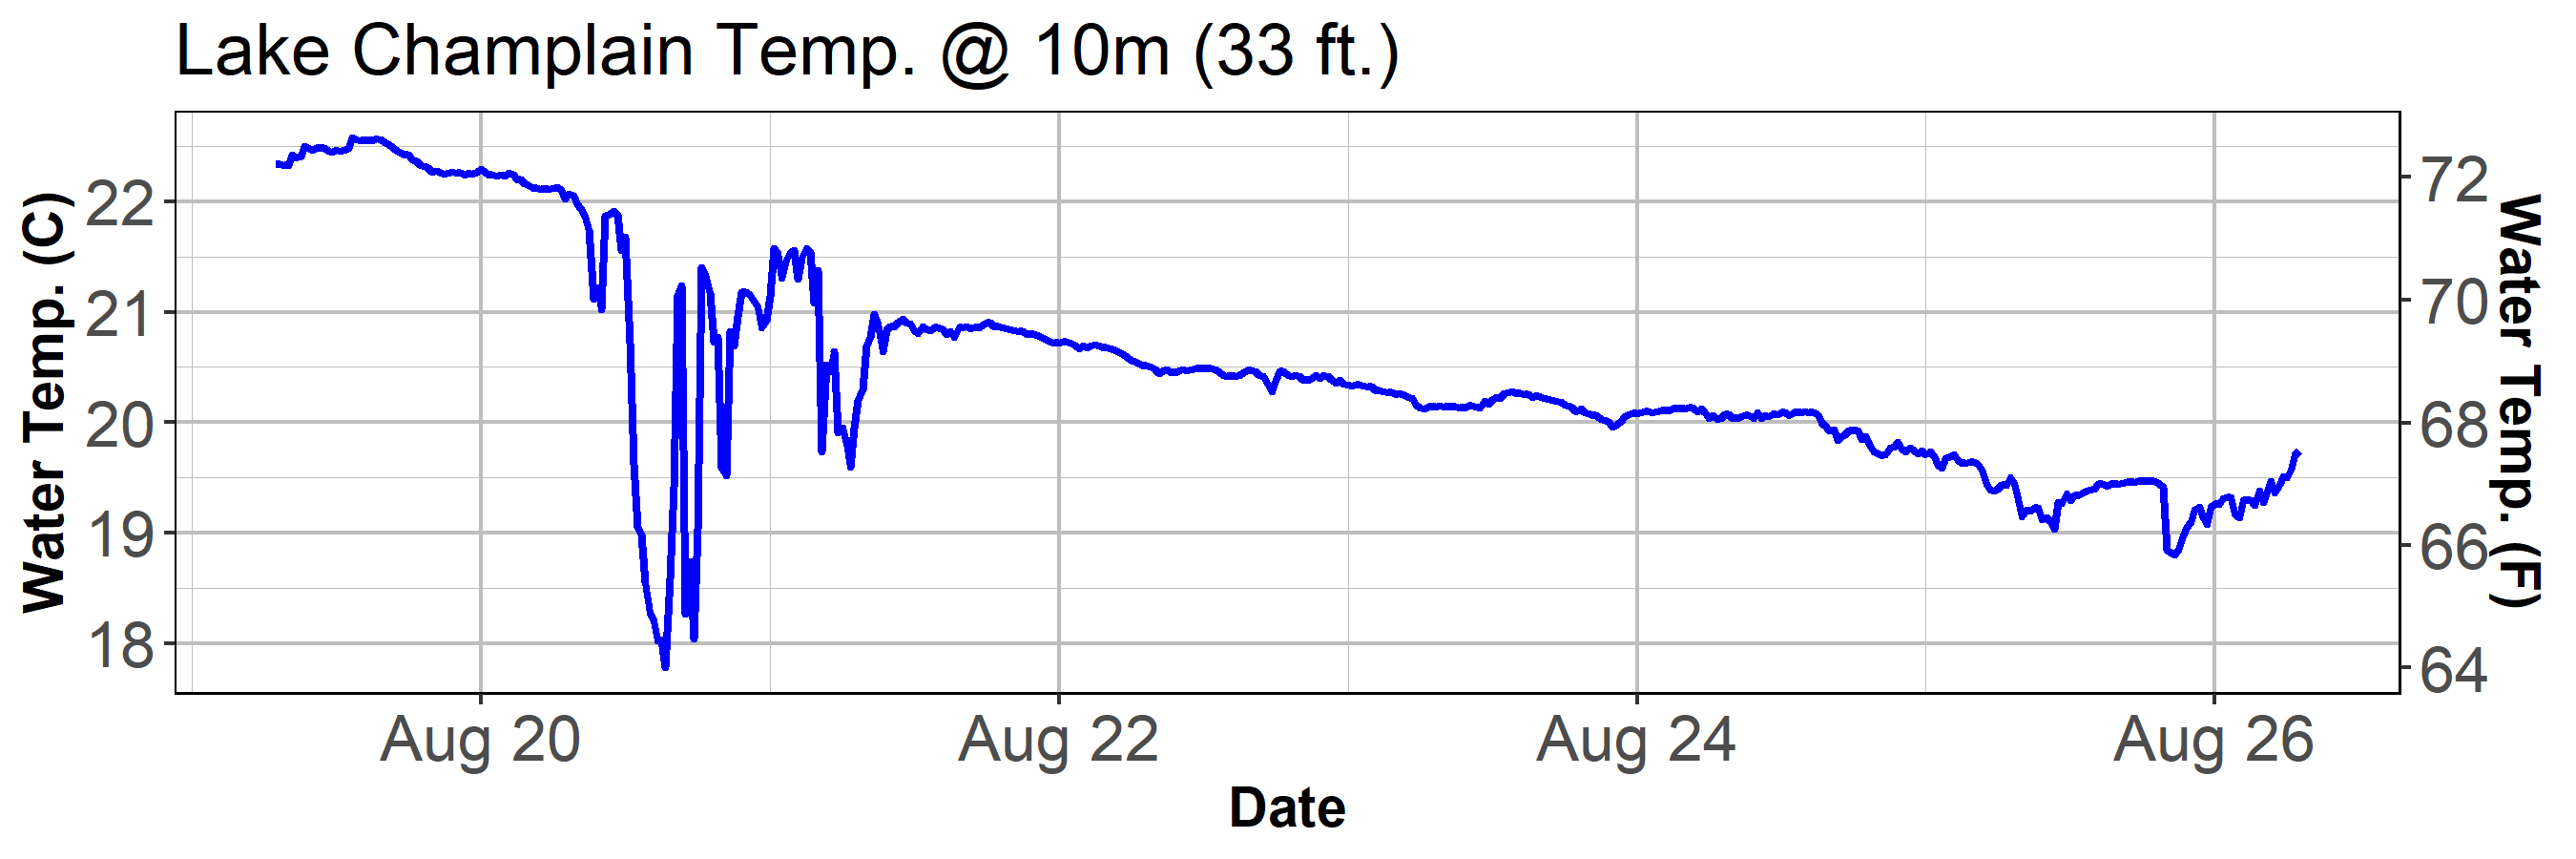 Lake Champlain Temp. @ 10m (33 ft.)
Water Temp. (C)
22
21
20
19
18
72
70
68
66
64
Water Temp. (F)
Aug 20
Aug 22
Aug 24
Aug 26
Date